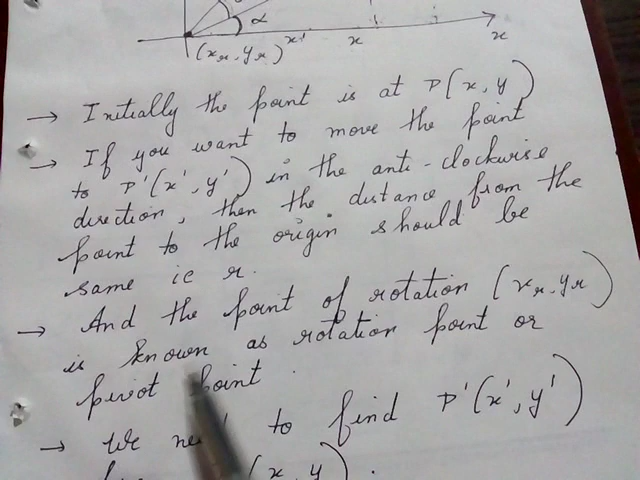 α
(xr, yr) x' x x
→ Initially the point is at P(x, y)
→ If you want to move the point
to P'(x', y') in the anti-clockwise
direction, then the distance from the
point to the origin should be
same ie r.
→ And the point of rotation (xr, yr)
is known as rotation point or
pivot point.
→ We to find P'(x', y')
(x, y).